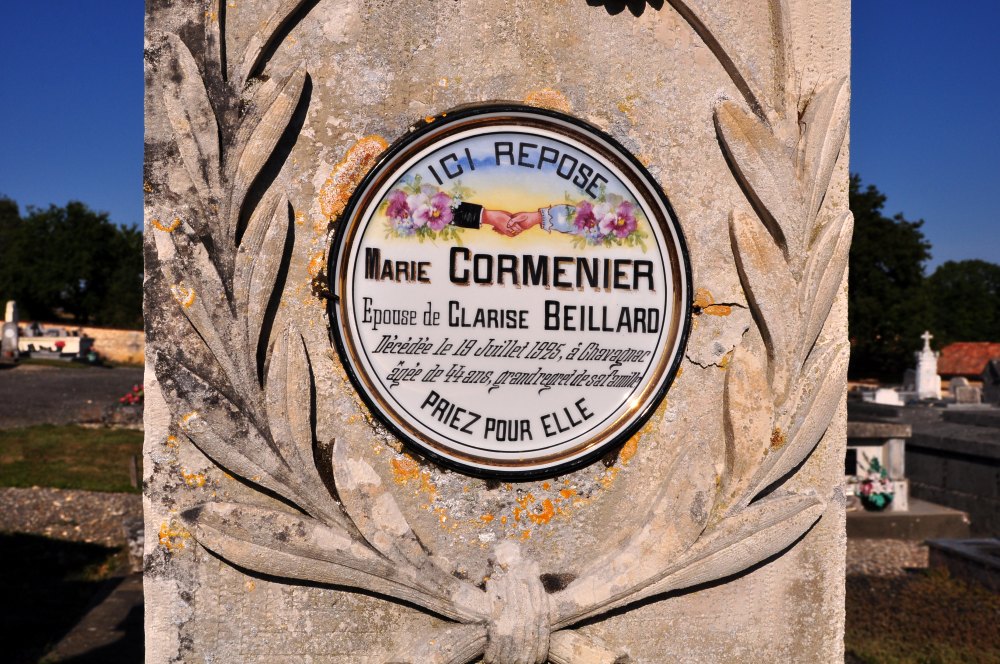 ICI REPOSE
MARIE CORMENIER
Epouse de CLARISE BEILLARD
Décédée le 19 Juillet 1925, à Chavagnac
âgée de 44 ans, grand regret de sa famille
PRIEZ POUR ELLE